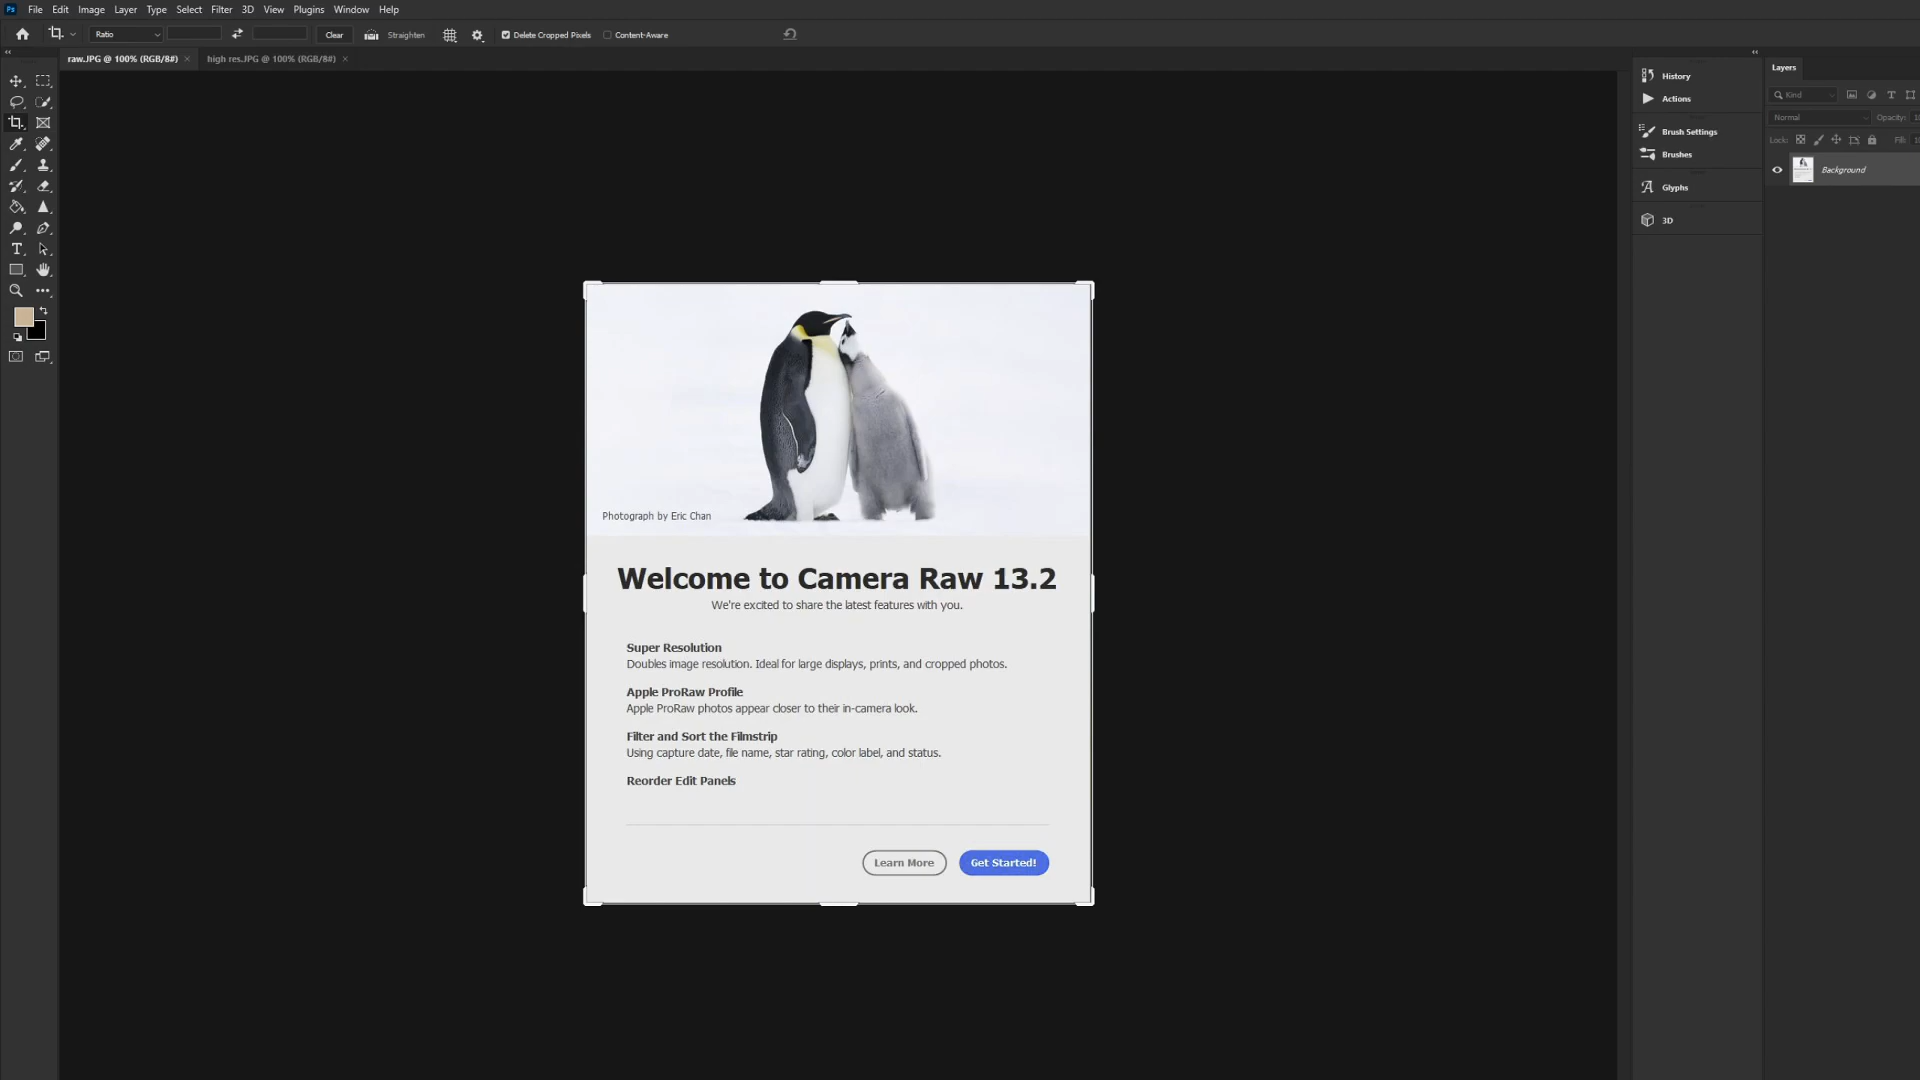 Ps File Edit Image Layer Type Select Filter 3D View Plugins Window Help
Ratio Clear Straighten Delete Cropped Pixels Content-Aware
raw.JPG @ 100% (RGB/8#) × high res.JPG @ 100% (RGB/8#) ×
History
Actions
Brush Settings
Brushes
Glyphs
3D
Layers
Kind
Normal Opacity:
Lock: Fill:
Background
Photograph by Eric Chan
Welcome to Camera Raw 13.2
We're excited to share the latest features with you.
Super Resolution
Doubles image resolution. Ideal for large displays, prints, and cropped photos.
Apple ProRaw Profile
Apple ProRaw photos appear closer to their in-camera look.
Filter and Sort the Filmstrip
Using capture date, file name, star rating, color label, and status.
Reorder Edit Panels
Learn More Get Started!